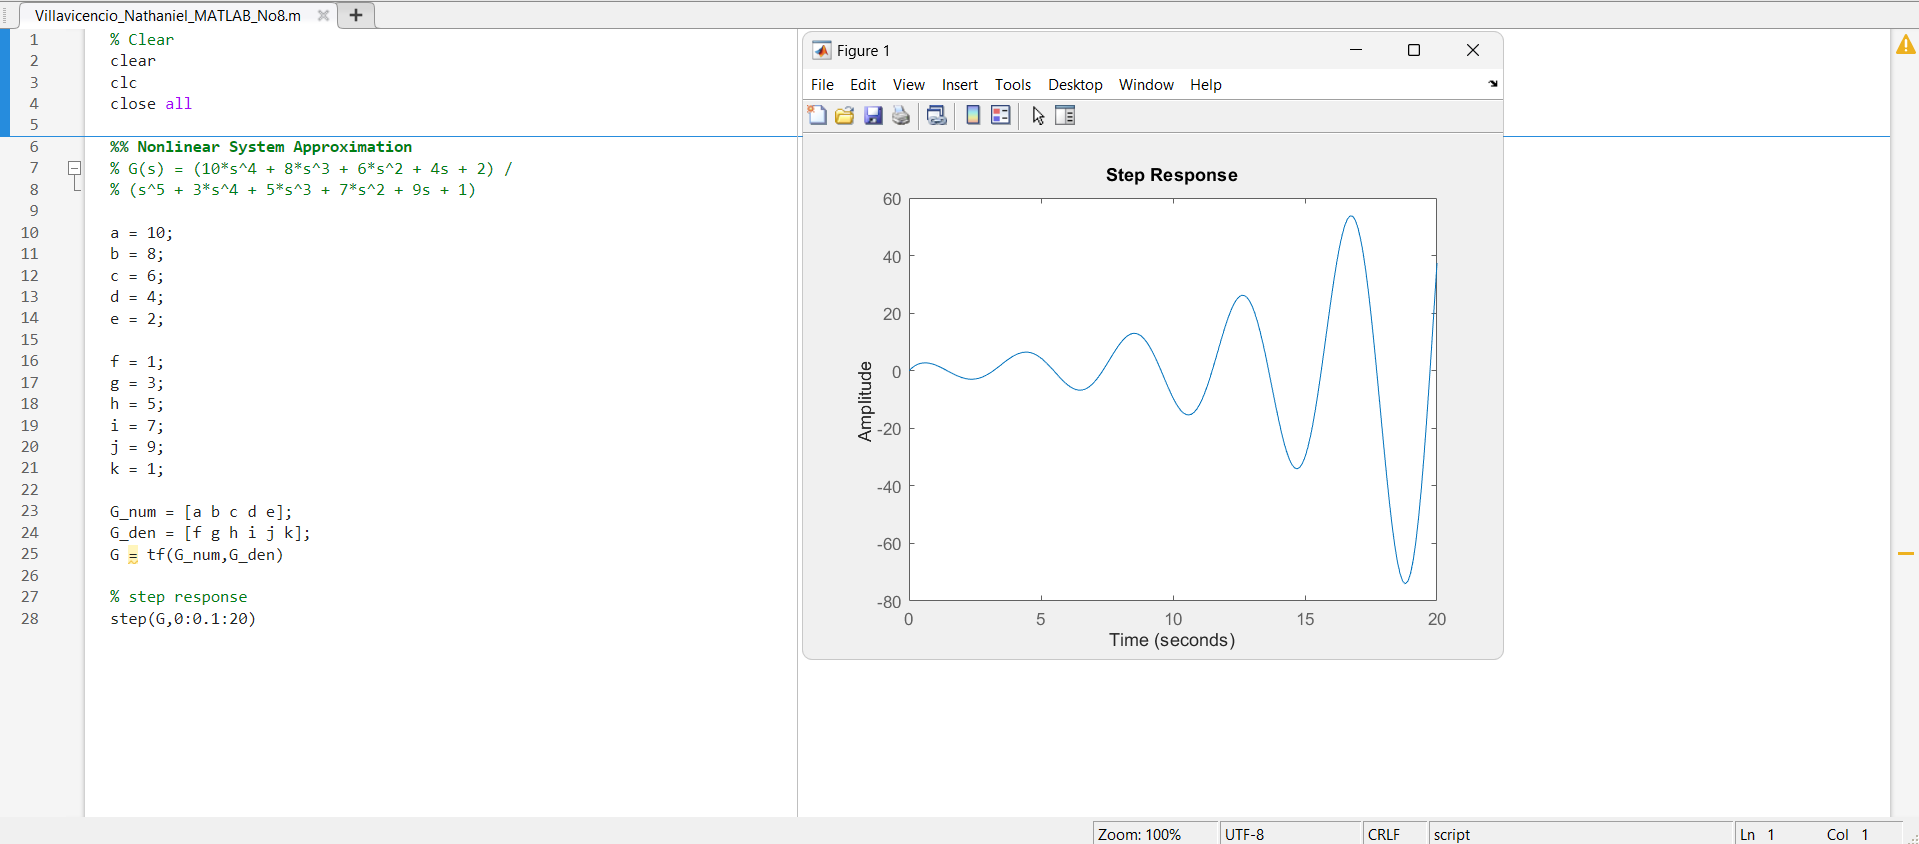 Villavicencio_Nathaniel_MATLAB_No8.m
1 % Clear
2 clear
3 clc
4 close all
5
6 %% Nonlinear System Approximation
7 % G(s) = (10*s^4 + 8*s^3 + 6*s^2 + 4s + 2) /
8 % (s^5 + 3*s^4 + 5*s^3 + 7*s^2 + 9s + 1)
9
10 a = 10;
11 b = 8;
12 c = 6;
13 d = 4;
14 e = 2;
15
16 f = 1;
17 g = 3;
18 h = 5;
19 i = 7;
20 j = 9;
21 k = 1;
22
23 G_num = [a b c d e];
24 G_den = [f g h i j k];
25 G = tf(G_num,G_den)
26
27 % step response
28 step(G,0:0.1:20)
Figure 1
File Edit View Insert Tools Desktop Window Help
Step Response
60
40
20
0
-20
-40
-60
-80
Amplitude
0 5 10 15 20
Time (seconds)
Zoom: 100% UTF-8 CRLF script Ln 1 Col 1